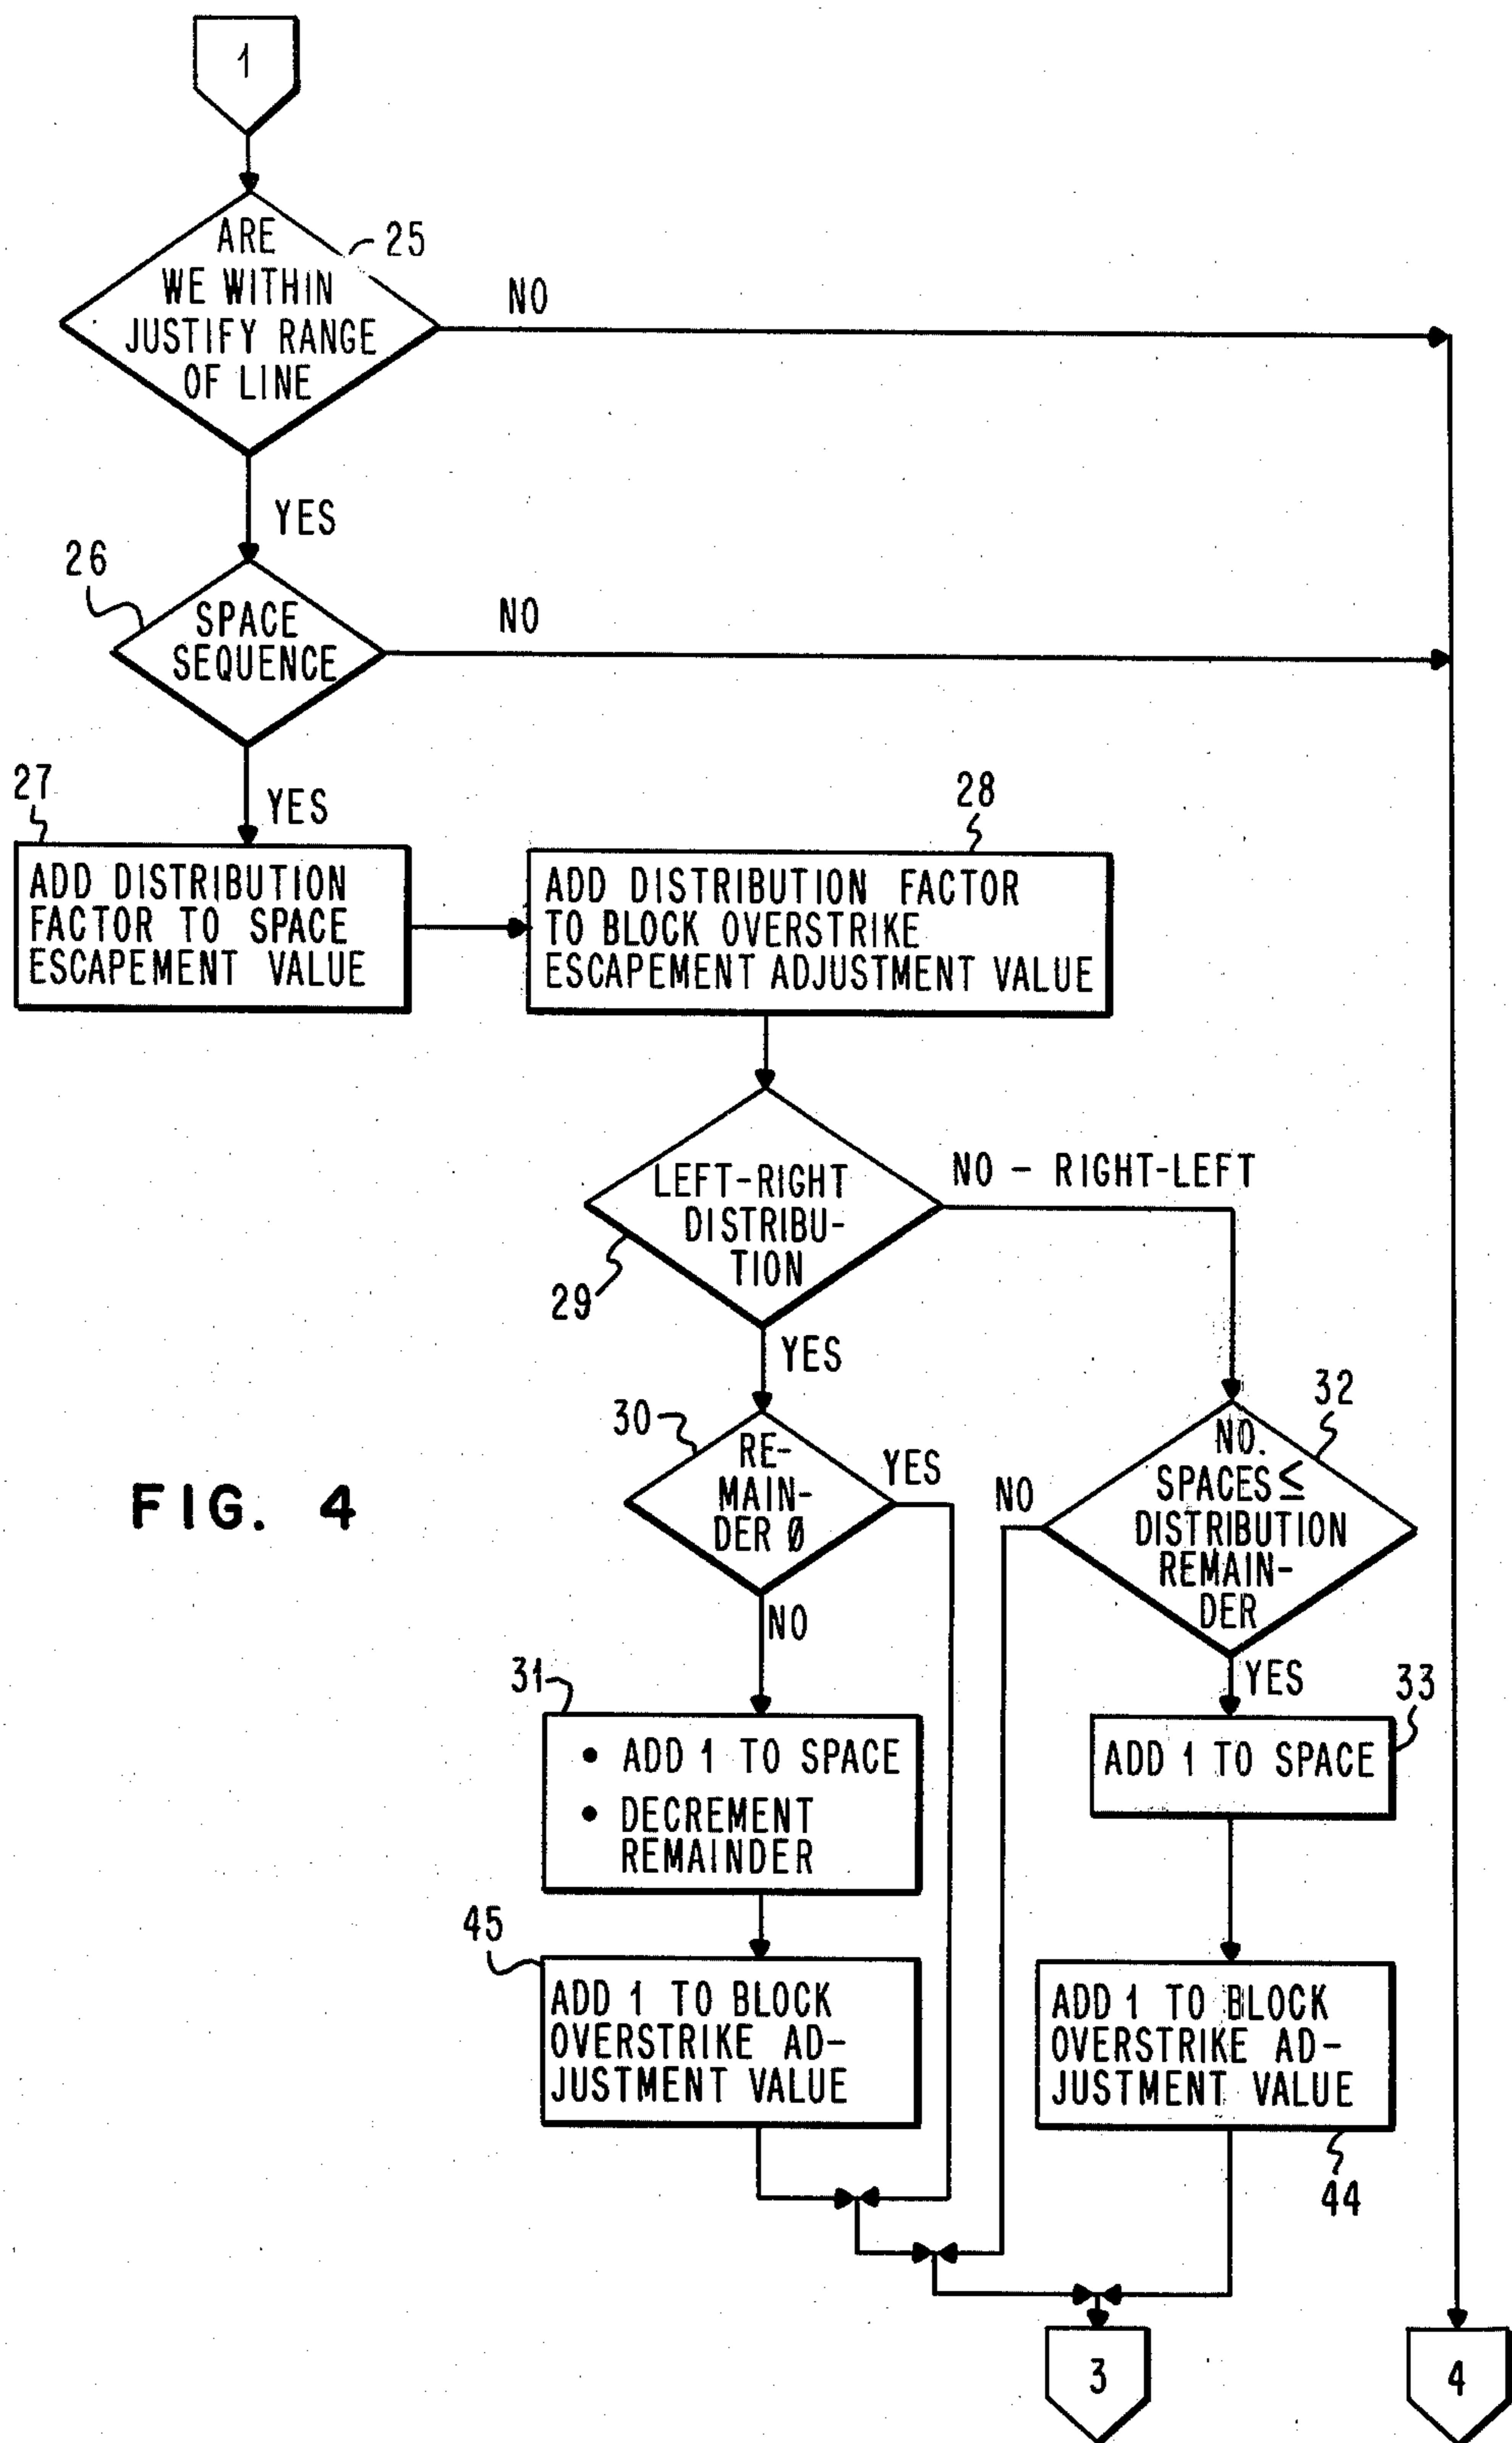 1
ARE
WE WITHIN
JUSTIFY RANGE
OF LINE
25
NO
YES
26
SPACE
SEQUENCE
NO
YES
27
ADD DISTRIBUTION
FACTOR TO SPACE
ESCAPEMENT VALUE
28
ADD DISTRIBUTION FACTOR
TO BLOCK OVERSTRIKE
ESCAPEMENT ADJUSTMENT VALUE
LEFT-RIGHT
DISTRIBU-
TION
29
NO - RIGHT-LEFT
YES
30
RE-
MAIN-
DER Ø
YES
NO
32
NO.
SPACES ≤
DISTRIBUTION
REMAIN-
DER
NO
YES
FIG. 4
31
• ADD 1 TO SPACE
• DECREMENT
REMAINDER
33
ADD 1 TO SPACE
45
ADD 1 TO BLOCK
OVERSTRIKE AD-
JUSTMENT VALUE
ADD 1 TO BLOCK
OVERSTRIKE AD-
JUSTMENT VALUE
44
3
4